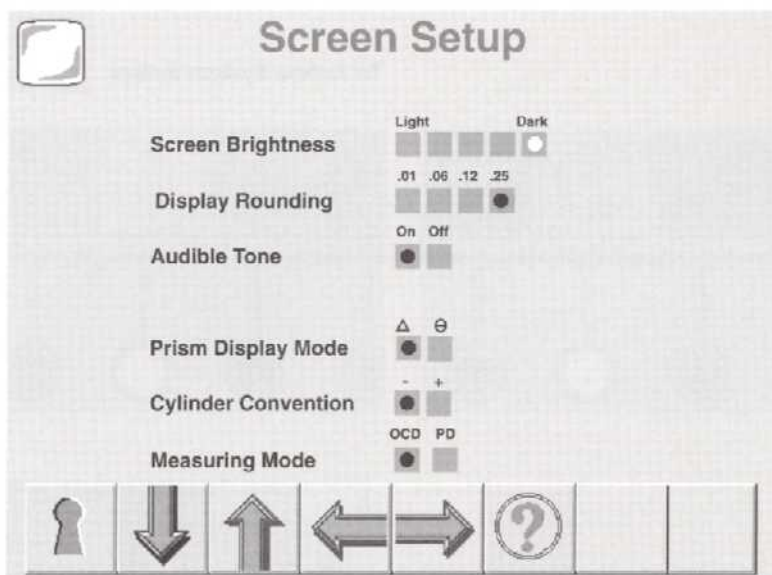 Screen Setup
Light Dark
Screen Brightness
.01 .06 .12 .25
Display Rounding
On Off
Audible Tone
Δ ϴ
Prism Display Mode
- +
Cylinder Convention
OCD PD
Measuring Mode
?